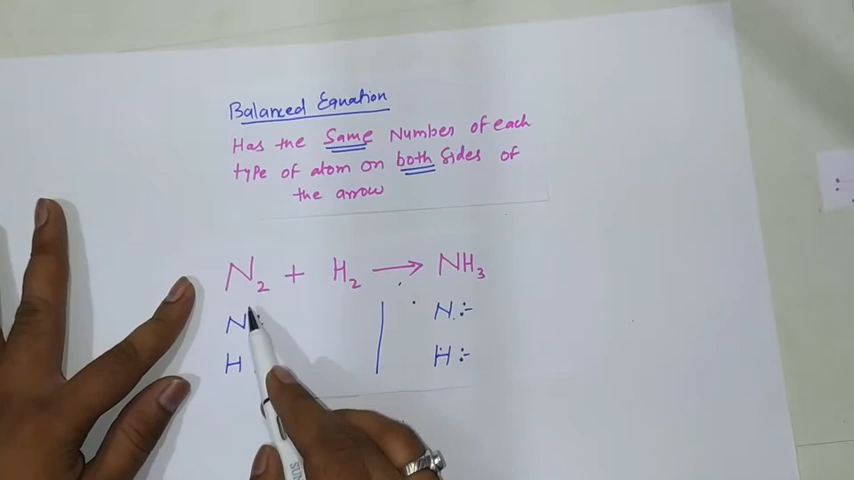 Balanced Equation
Has the Same Number of each
type of atom on both sides of
the arrow
N₂ + H₂ → NH₃
N : | N :-
H : | H :-